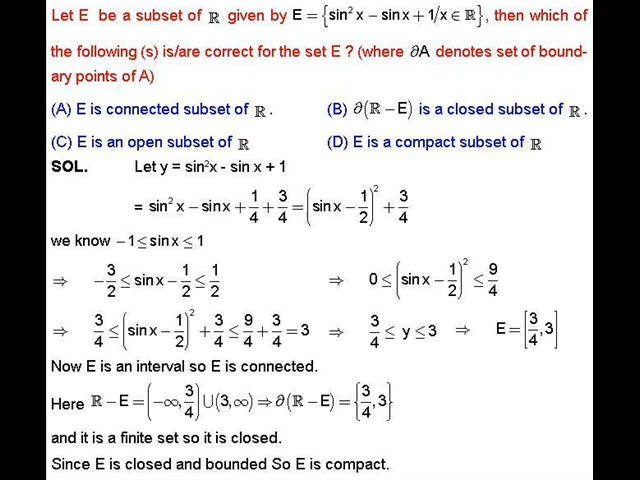 Let E be a subset of ℝ given by E = {sin² x − sin x + 1/x ∈ ℝ}, then which of
the following (s) is/are correct for the set E ? (where ∂A denotes set of bound-
ary points of A)
(A) E is connected subset of ℝ . (B) ∂(ℝ − E) is a closed subset of ℝ .
(C) E is an open subset of ℝ (D) E is a compact subset of ℝ
SOL. Let y = sin²x - sin x + 1
= sin² x − sin x + 1/4 + 3/4 = (sin x − 1/2)² + 3/4
we know −1 ≤ sin x ≤ 1
⇒ −3/2 ≤ sin x − 1/2 ≤ 1/2 ⇒ 0 ≤ (sin x − 1/2)² ≤ 9/4
⇒ 3/4 ≤ (sin x − 1/2)² + 3/4 ≤ 9/4 + 3/4 = 3 ⇒ 3/4 ≤ y ≤ 3 ⇒ E = [3/4, 3]
Now E is an interval so E is connected.
Here ℝ − E = (−∞, 3/4) ∪ (3, ∞) ⇒ ∂(ℝ − E) = {3/4, 3}
and it is a finite set so it is closed.
Since E is closed and bounded So E is compact.